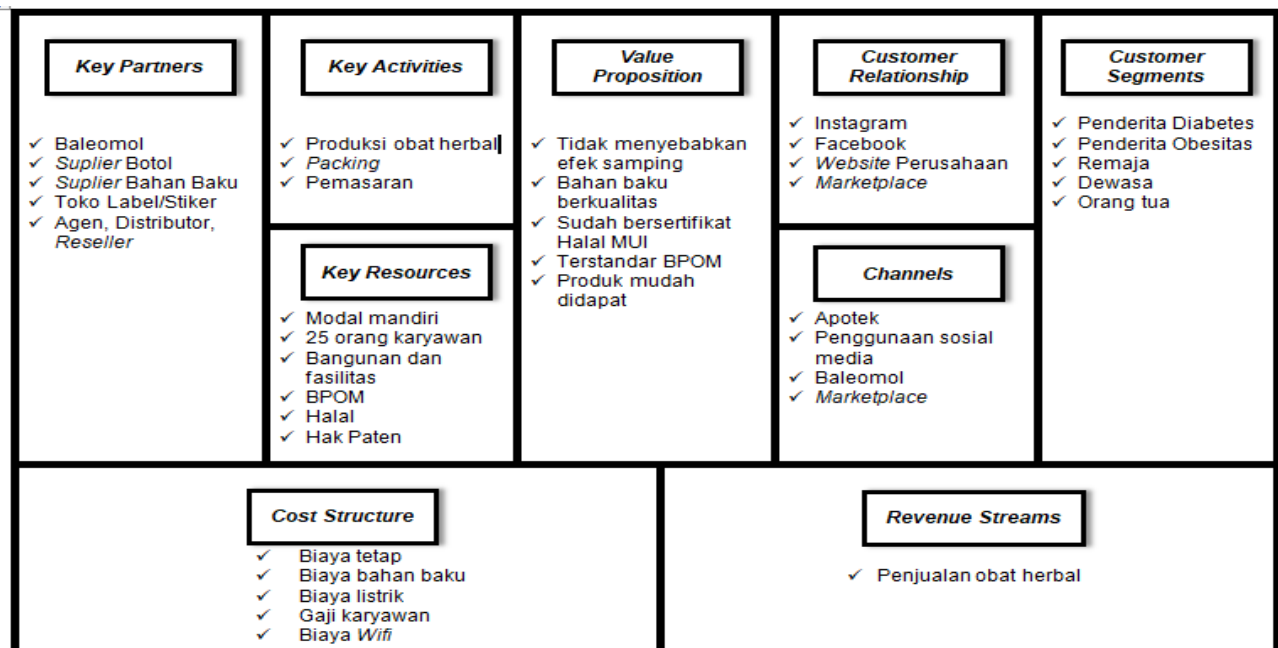 Key Partners
Baleomol
Suplier Botol
Suplier Bahan Baku
Toko Label/Stiker
Agen, Distributor,
Reseller
Key Activities
Produksi obat herbal
Packing
Pemasaran
Key Resources
Modal mandiri
25 orang karyawan
Bangunan dan
fasilitas
BPOM
Halal
Hak Paten
Value
Proposition
Tidak menyebabkan
efek samping
Bahan baku
berkualitas
Sudah bersertifikat
Halal MUI
Terstandar BPOM
Produk mudah
didapat
Customer
Relationship
Instagram
Facebook
Website Perusahaan
Marketplace
Channels
Apotek
Penggunaan sosial
media
Baleomol
Marketplace
Customer
Segments
Penderita Diabetes
Penderita Obesitas
Remaja
Dewasa
Orang tua
Cost Structure
Biaya tetap
Biaya bahan baku
Biaya listrik
Gaji karyawan
Biaya Wifi
Revenue Streams
Penjualan obat herbal